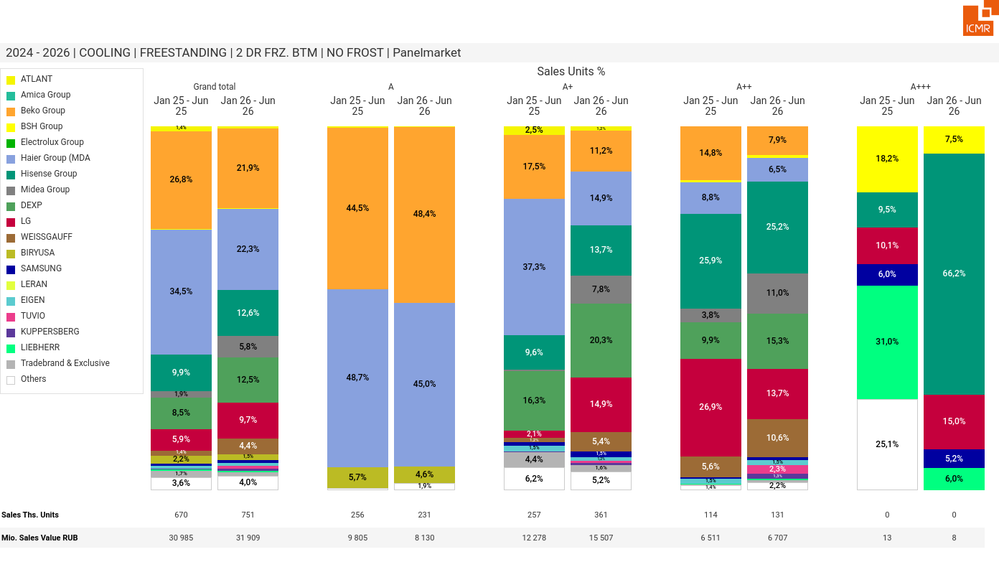 ICMR
2024 - 2026 | COOLING | FREESTANDING | 2 DR FRZ. BTM | NO FROST | Panelmarket
ATLANT
Amica Group
Beko Group
BSH Group
Electrolux Group
Haier Group (MDA
Hisense Group
Midea Group
DEXP
LG
WEISSGAUFF
BIRYUSA
SAMSUNG
LERAN
EIGEN
TUVIO
KUPPERSBERG
LIEBHERR
Tradebrand & Exclusive
Others
Sales Units %
Grand total
Jan 25 - Jun
25
1,4%
26,8%
34,5%
9,9%
1,9%
8,5%
5,9%
1,4%
2,2%
1,7%
3,6%
Jan 26 - Jun
26
21,9%
22,3%
12,6%
5,8%
12,5%
9,7%
4,4%
1,5%
4,0%
A
Jan 25 - Jun
25
44,5%
48,7%
5,7%
Jan 26 - Jun
26
48,4%
45,0%
4,6%
1,9%
A+
Jan 25 - Jun
25
2,5%
17,5%
37,3%
9,6%
16,3%
2,1%
1,2%
1,5%
4,4%
6,2%
Jan 26 - Jun
26
1,2%
11,2%
14,9%
13,7%
7,8%
20,3%
14,9%
5,4%
1,5%
1,2%
1,6%
5,2%
A++
Jan 25 - Jun
25
14,8%
8,8%
25,9%
3,8%
9,9%
26,9%
5,6%
1,5%
1,4%
Jan 26 - Jun
26
7,9%
6,5%
25,2%
11,0%
15,3%
13,7%
10,6%
1,5%
2,3%
1,3%
2,2%
A+++
Jan 25 - Jun
25
18,2%
9,5%
10,1%
6,0%
31,0%
25,1%
Jan 26 - Jun
26
7,5%
66,2%
15,0%
5,2%
6,0%
Sales Ths. Units 670 751 256 231 257 361 114 131 0 0
Mio. Sales Value RUB 30 985 31 909 9 805 8 130 12 278 15 507 6 511 6 707 13 8